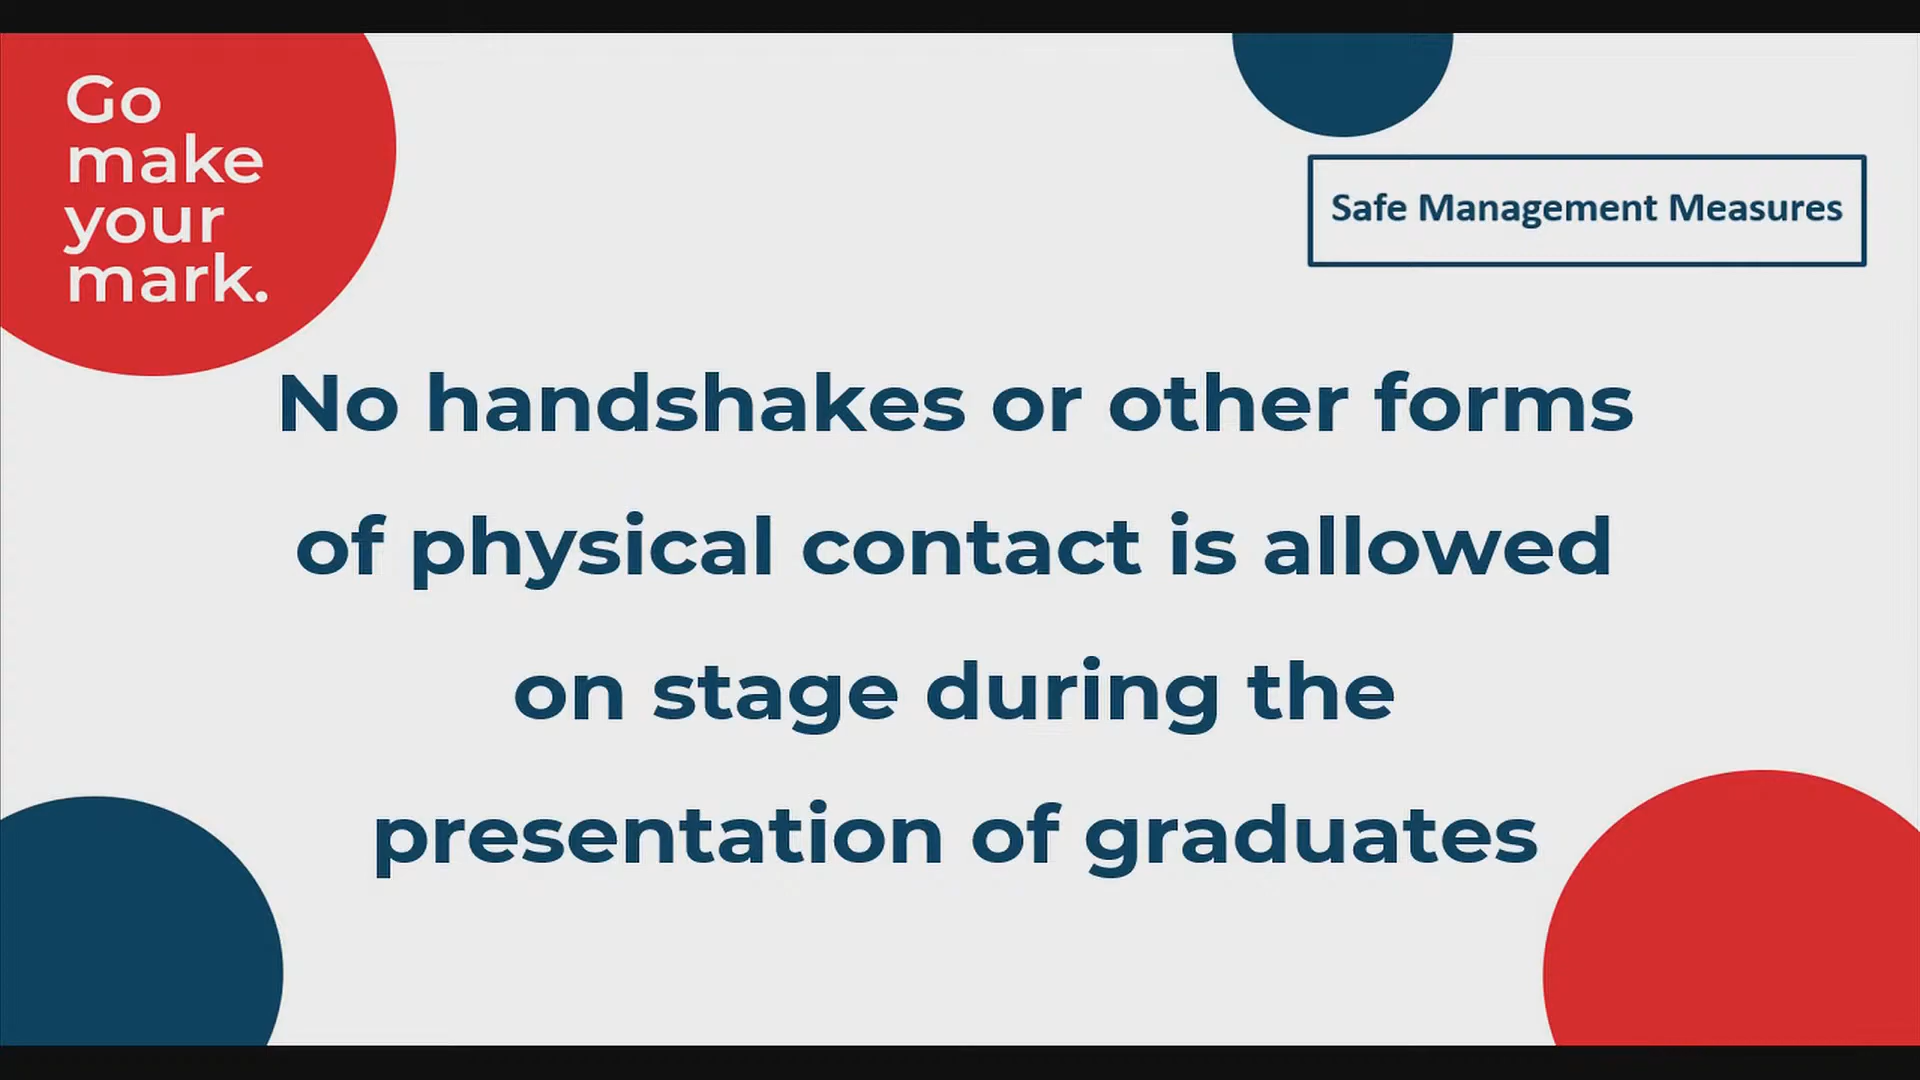 Go
make
your
mark.
Safe Management Measures
No handshakes or other forms
of physical contact is allowed
on stage during the
presentation of graduates